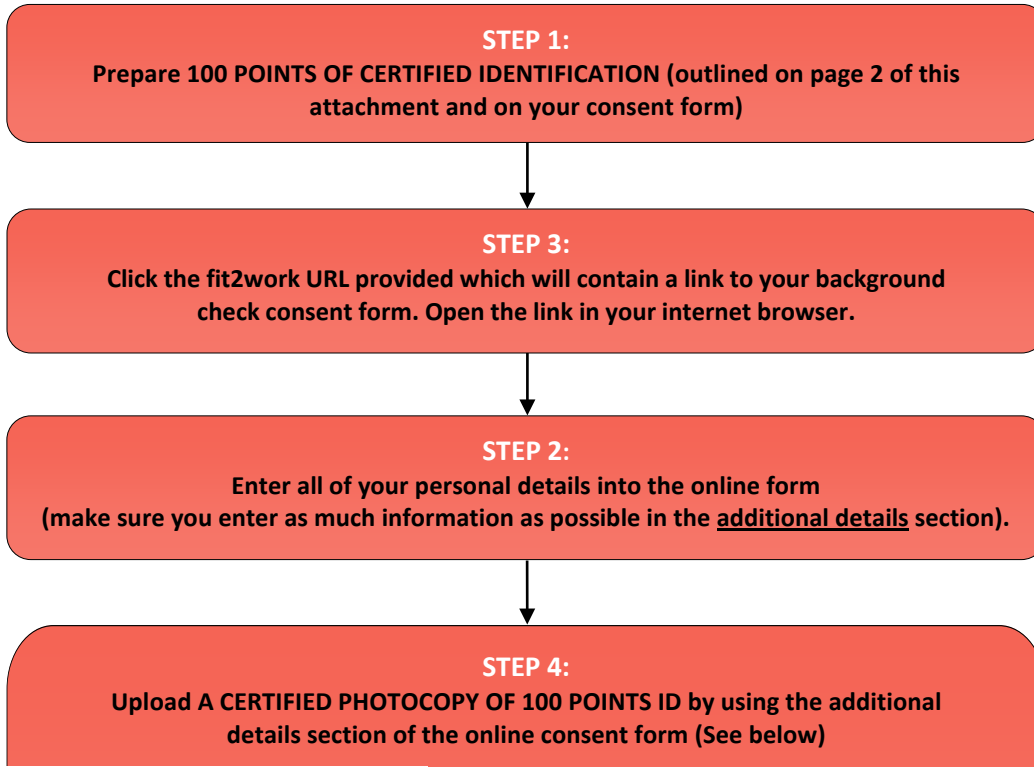 STEP 1:
Prepare 100 POINTS OF CERTIFIED IDENTIFICATION (outlined on page 2 of this
attachment and on your consent form)
STEP 3:
Click the fit2work URL provided which will contain a link to your background
check consent form. Open the link in your internet browser.
STEP 2:
Enter all of your personal details into the online form
(make sure you enter as much information as possible in the additional details section).
STEP 4:
Upload A CERTIFIED PHOTOCOPY OF 100 POINTS ID by using the additional
details section of the online consent form (See below)